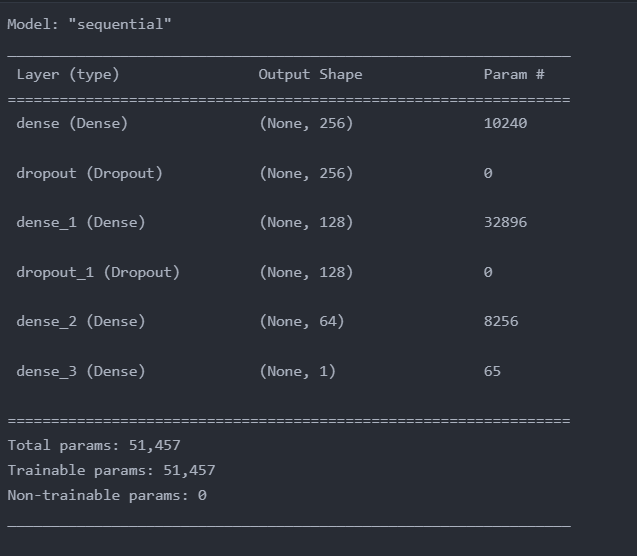 Model: "sequential"
_________________________________________________________________
Layer (type) Output Shape Param #
=================================================================
dense (Dense) (None, 256) 10240
dropout (Dropout) (None, 256) 0
dense_1 (Dense) (None, 128) 32896
dropout_1 (Dropout) (None, 128) 0
dense_2 (Dense) (None, 64) 8256
dense_3 (Dense) (None, 1) 65
=================================================================
Total params: 51,457
Trainable params: 51,457
Non-trainable params: 0
_________________________________________________________________